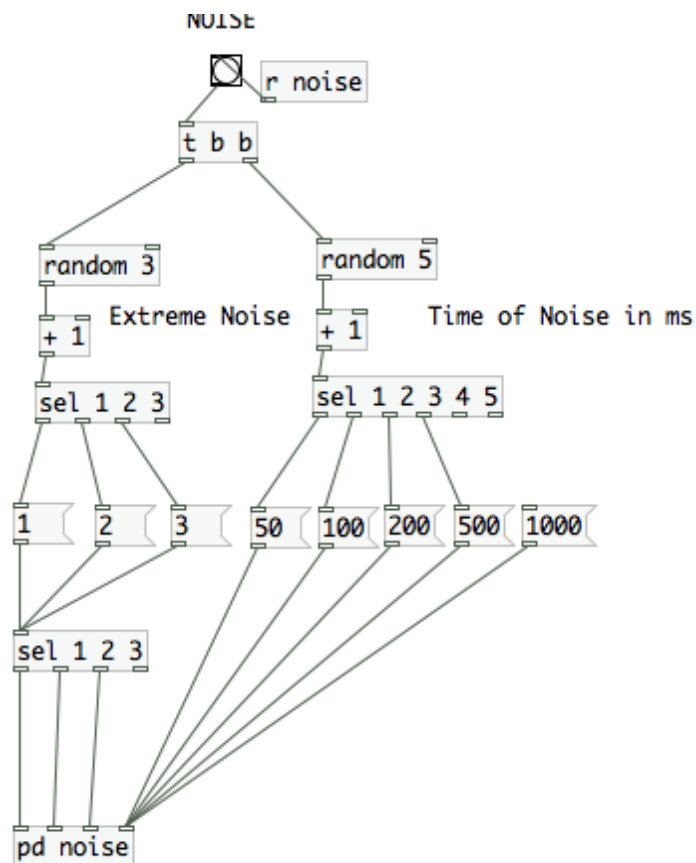 NOISE
r noise
t b b
random 3
random 5
+ 1
Extreme Noise
+ 1
Time of Noise in ms
sel 1 2 3
sel 1 2 3 4 5
1
2
3
50
100
200
500
1000
sel 1 2 3
pd noise